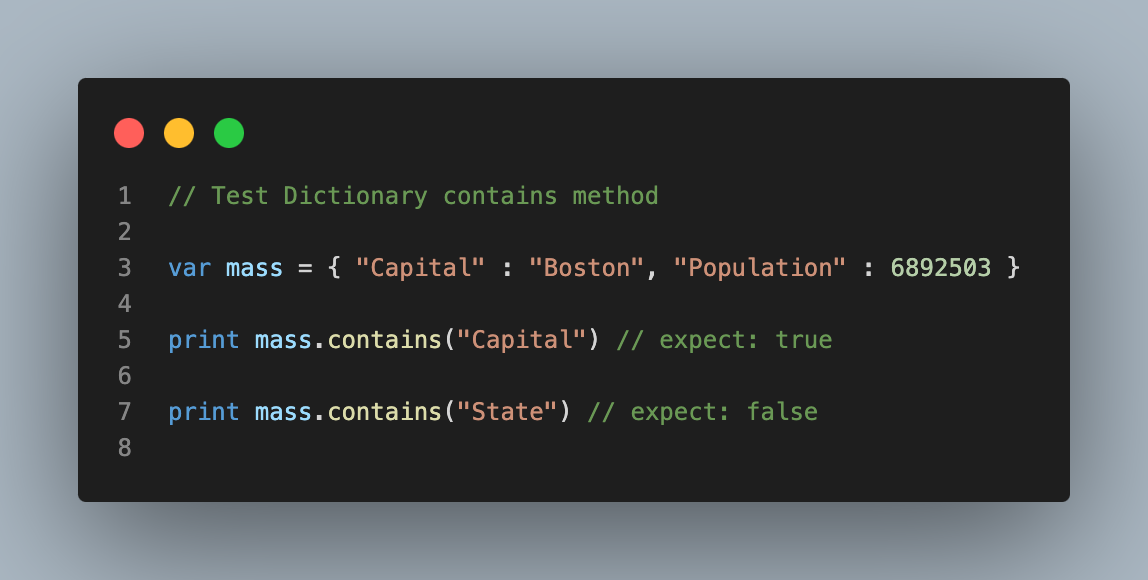 1 // Test Dictionary contains method
2
3 var mass = { "Capital" : "Boston", "Population" : 6892503 }
4
5 print mass.contains("Capital") // expect: true
6
7 print mass.contains("State") // expect: false
8